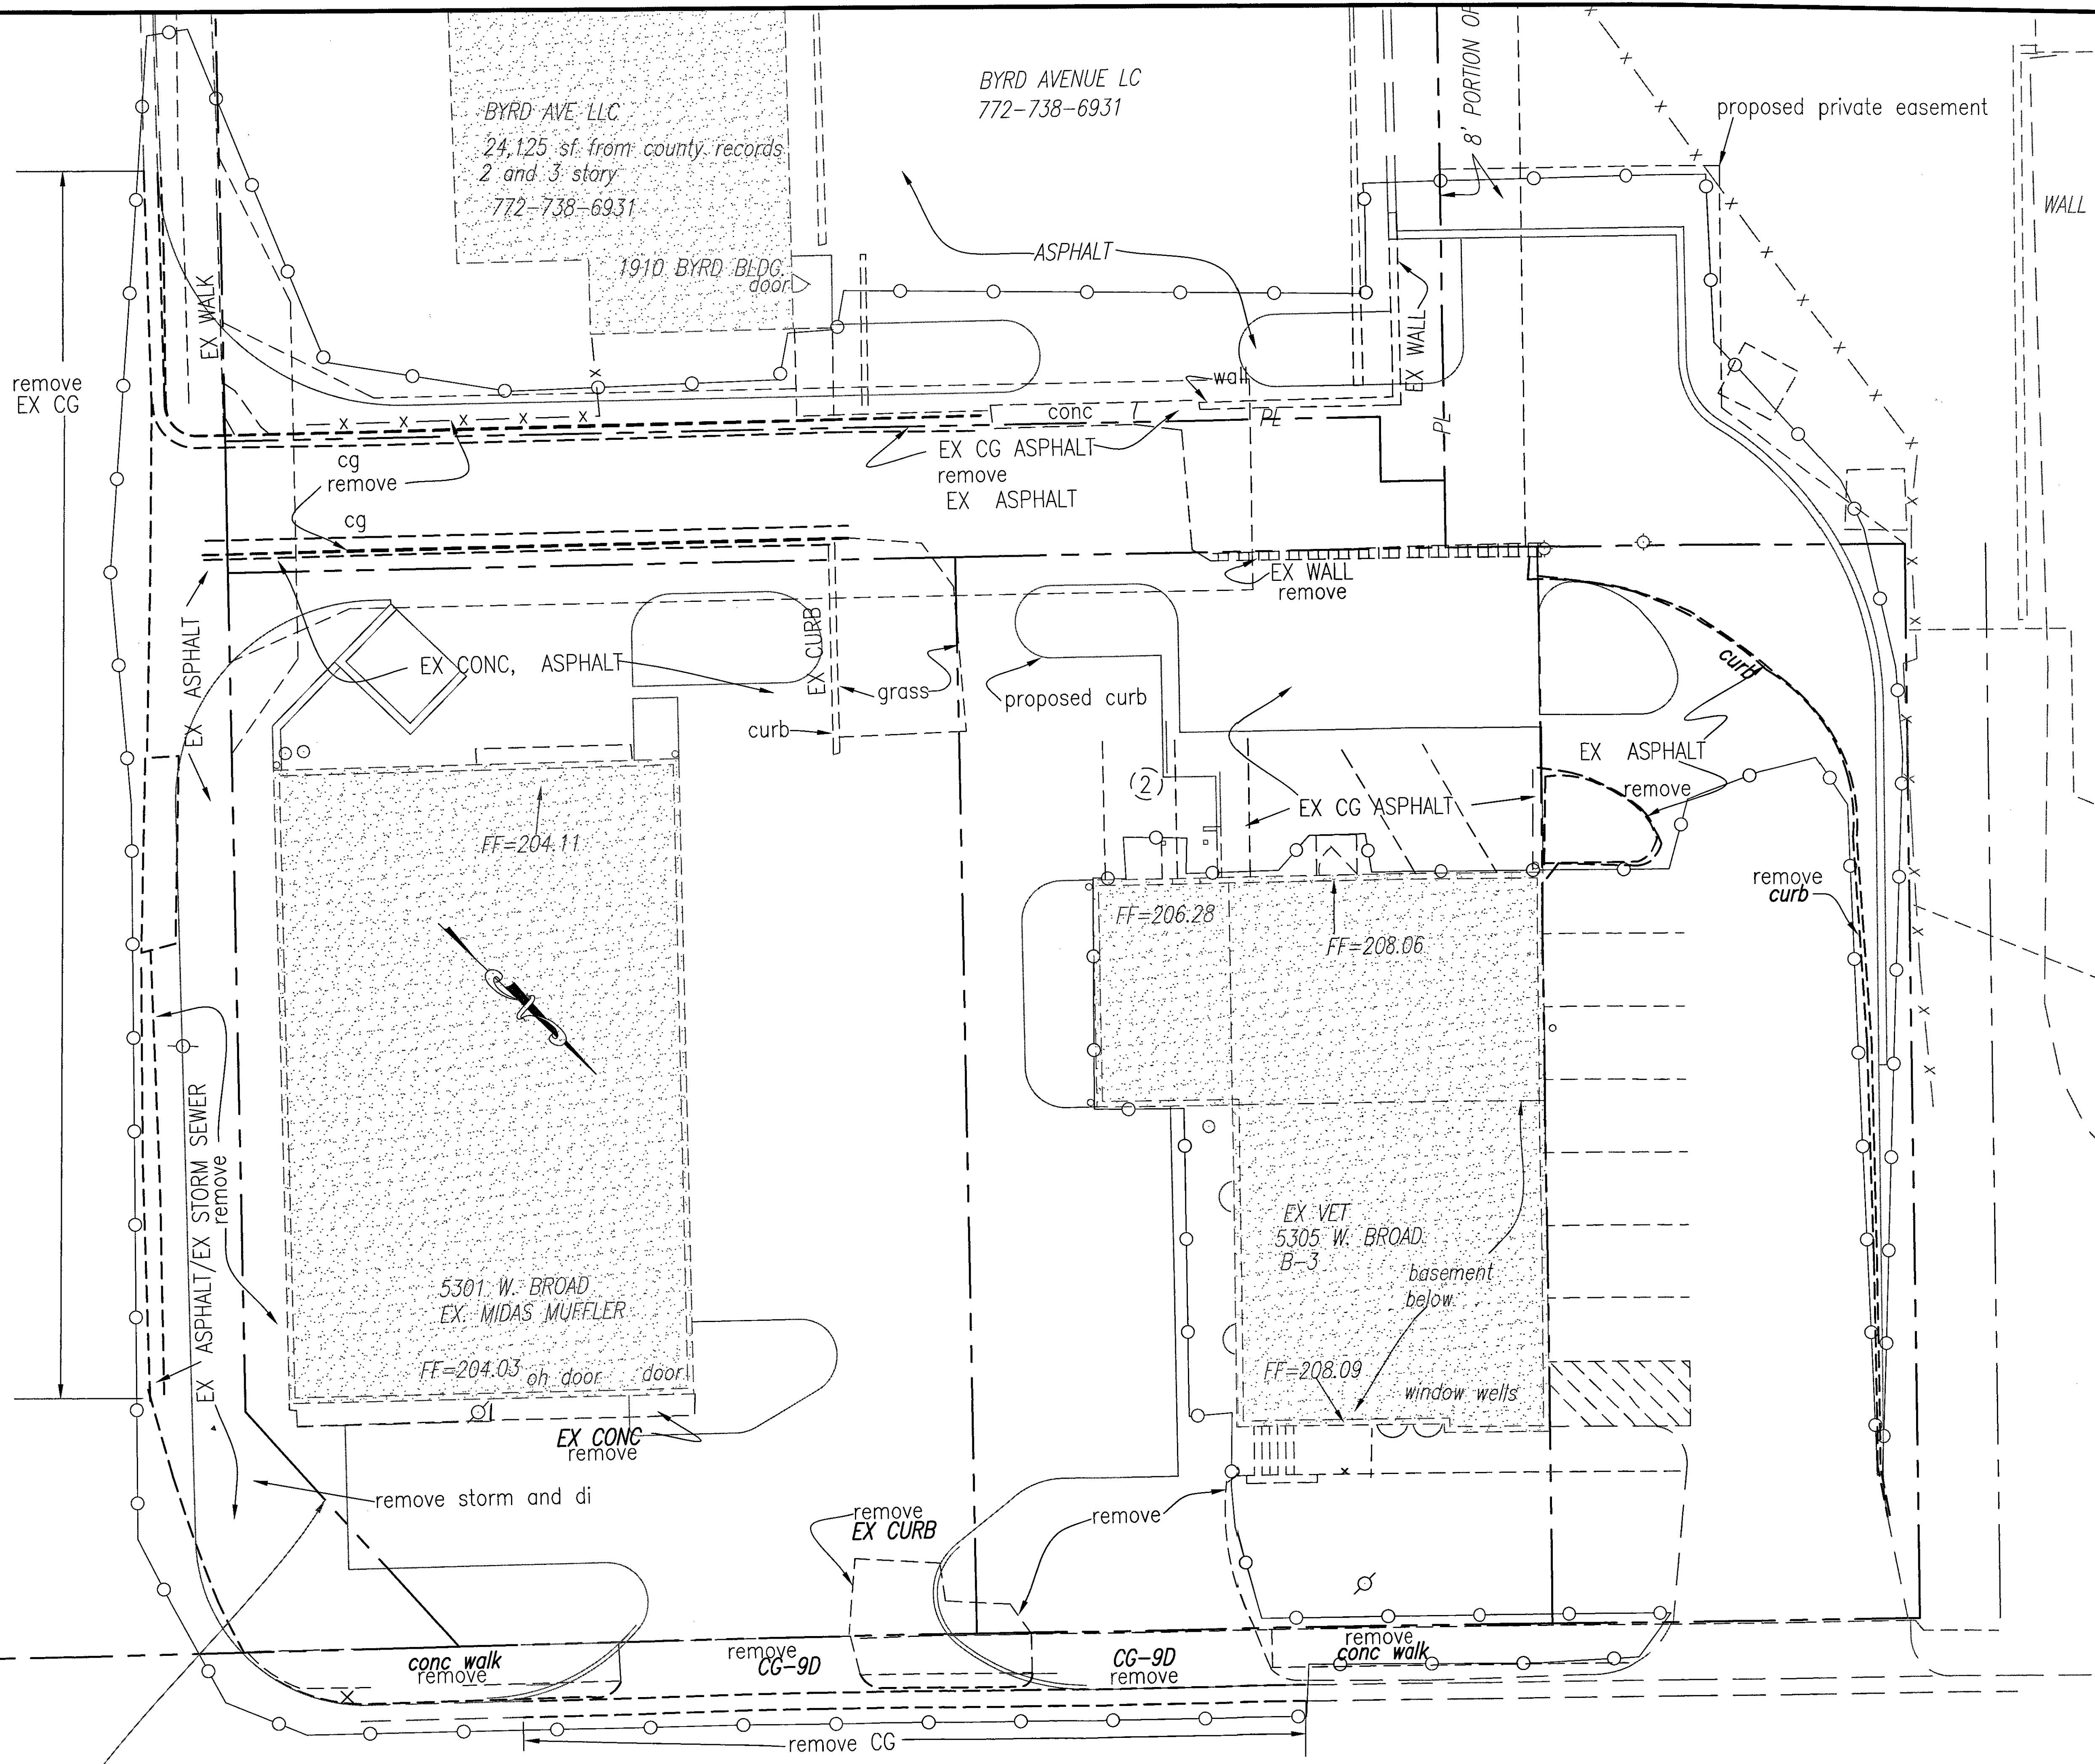 BYRD AVE LLC
24,125 sf from county records
2 and 3 story
772-738-6931
BYRD AVENUE LC
772-738-6931
8' PORTION OF
proposed private easement
WALL
ASPHALT
1910 BYRD BLDG.
door
EX WALK
EX WALL
remove
EX CG
wall
conc
PL
PL
EX CG ASPHALT
remove
EX ASPHALT
cg
remove
cg
EX WALL
remove
EX ASPHALT
EX CONC, ASPHALT
EX CURB
grass
proposed curb
curb
curb
EX ASPHALT
remove
2
EX CG ASPHALT
FF=204.11
remove
curb
FF=206.28
FF=208.06
EX ASPHALT/EX STORM SEWER
remove
EX VET
5305 W. BROAD
B-3
basement
below
5301 W. BROAD
EX. MIDAS MUFFLER
FF=204.03
oh door
door
FF=208.09
window wells
EX CONC
remove
remove storm and di
remove
EX CURB
remove
conc walk
remove
remove
CG-9D
CG-9D
remove
remove
conc walk
remove CG